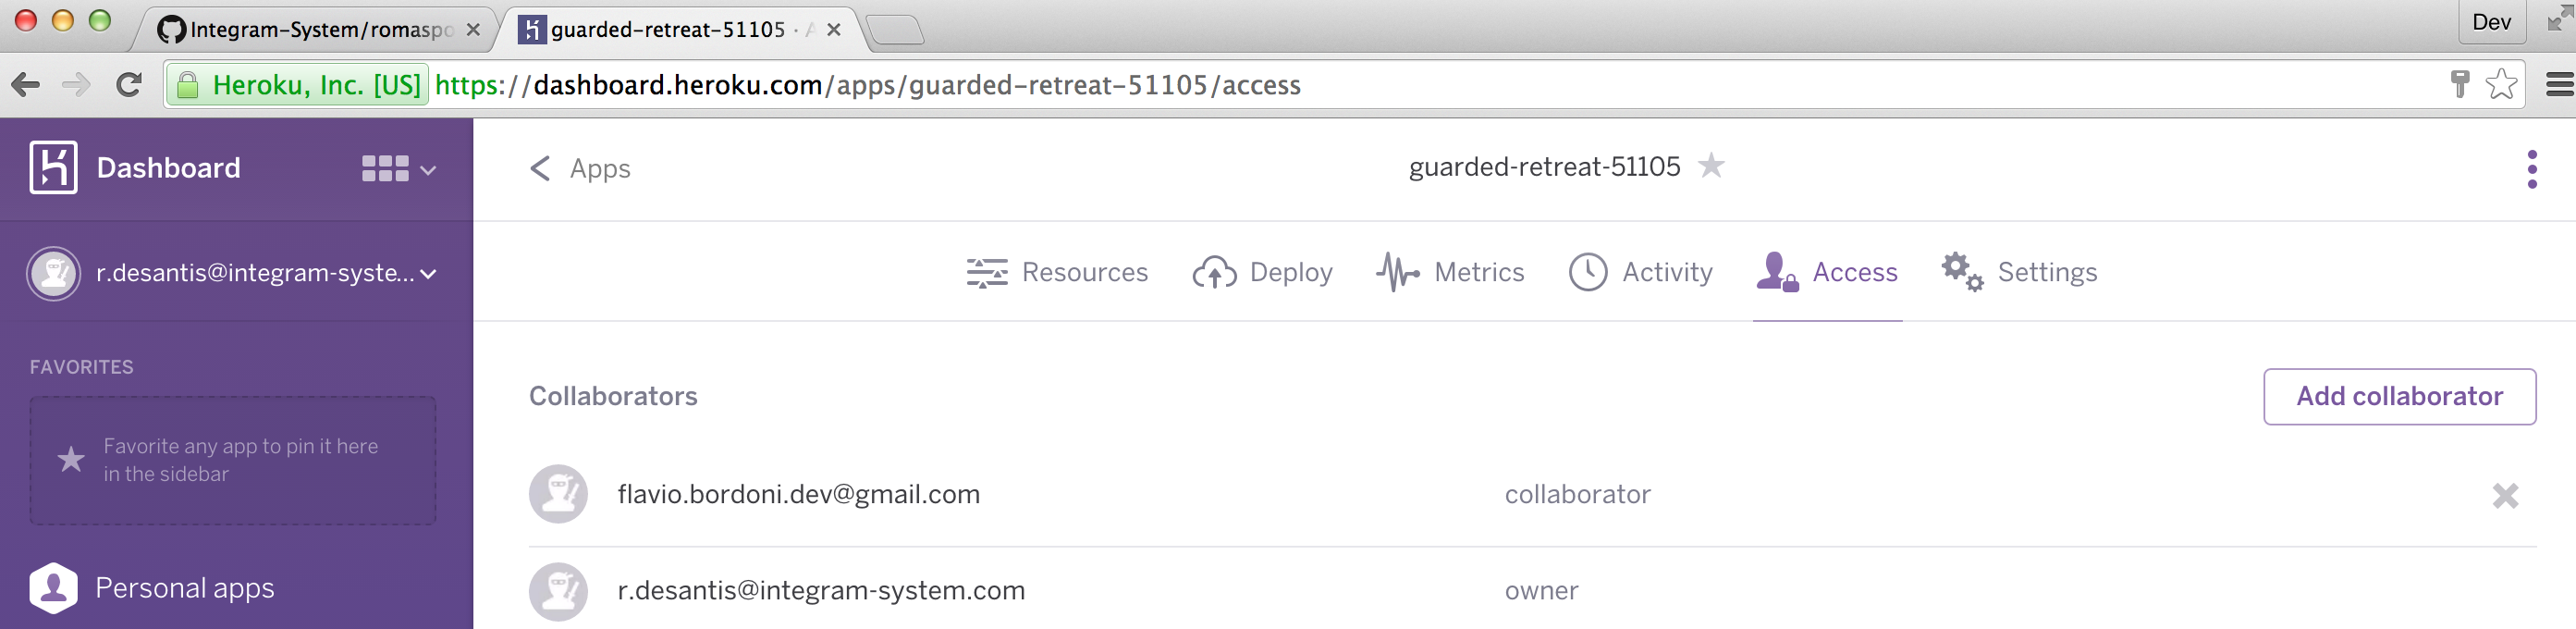 Integram-System/romaspo
guarded-retreat-51105 · A
Dev
Heroku, Inc. [US] https://dashboard.heroku.com/apps/guarded-retreat-51105/access
Dashboard
Apps
guarded-retreat-51105
r.desantis@integram-syste...
Resources
Deploy
Metrics
Activity
Access
Settings
FAVORITES
Favorite any app to pin it here
in the sidebar
Personal apps
Collaborators
Add collaborator
flavio.bordoni.dev@gmail.com
collaborator
r.desantis@integram-system.com
owner